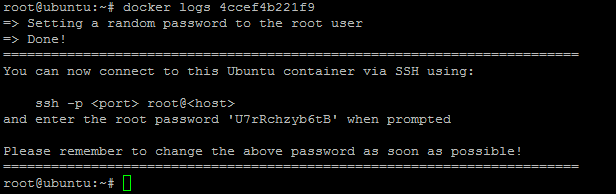 root@ubuntu:~# docker logs 4ccef4b221f9
=> Setting a random password to the root user
=> Done!
========================================================================
You can now connect to this Ubuntu container via SSH using:
ssh -p <port> root@<host>
and enter the root password 'U7rRchzyb6tB' when prompted
Please remember to change the above password as soon as possible!
========================================================================
root@ubuntu:~#